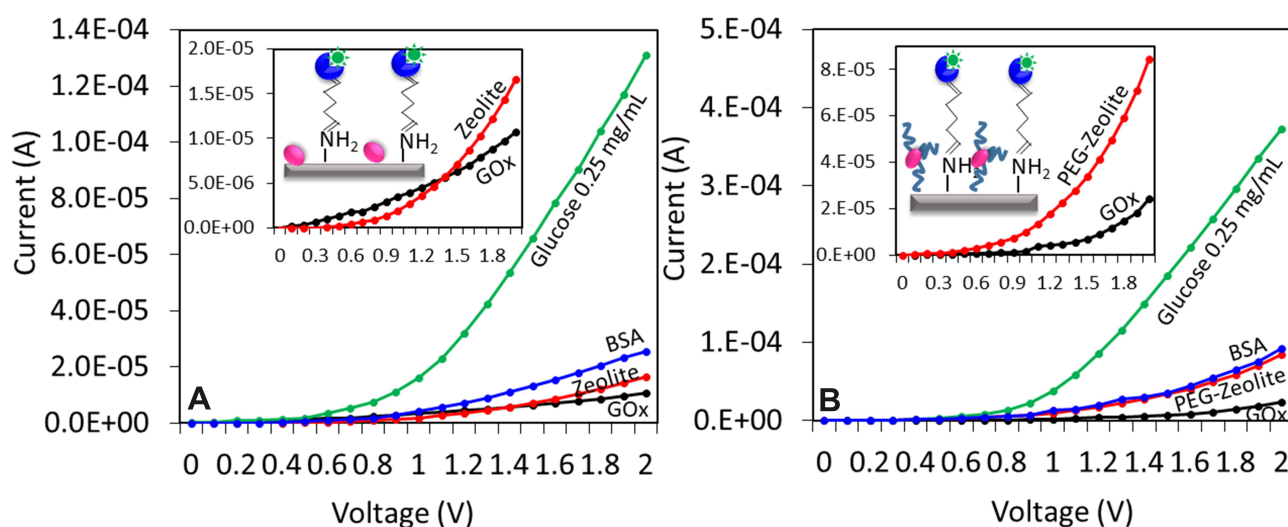 1.4E-04
1.2E-04
1.0E-04
8.0E-05
6.0E-05
4.0E-05
2.0E-05
0.0E+00
Current (A)
2.0E-05
1.5E-05
1.0E-05
5.0E-06
0.0E+00
0 0.3 0.6 0.9 1.2 1.5 1.8
NH2
NH2
Zeolite
GOx
Glucose 0.25 mg/mL
BSA
Zeolite
GOx
A
0 0.2 0.4 0.6 0.8 1 1.2 1.4 1.6 1.8 2
Voltage (V)
5.E-04
4.E-04
3.E-04
2.E-04
1.E-04
0.E+00
Current (A)
8.E-05
6.E-05
4.E-05
2.E-05
0.E+00
0 0.3 0.6 0.9 1.2 1.5 1.8
NH
NH2
PEG-Zeolite
GOx
Glucose 0.25 mg/mL
BSA
PEG-Zeolite
GOx
B
0 0.2 0.4 0.6 0.8 1 1.2 1.4 1.6 1.8 2
Voltage (V)